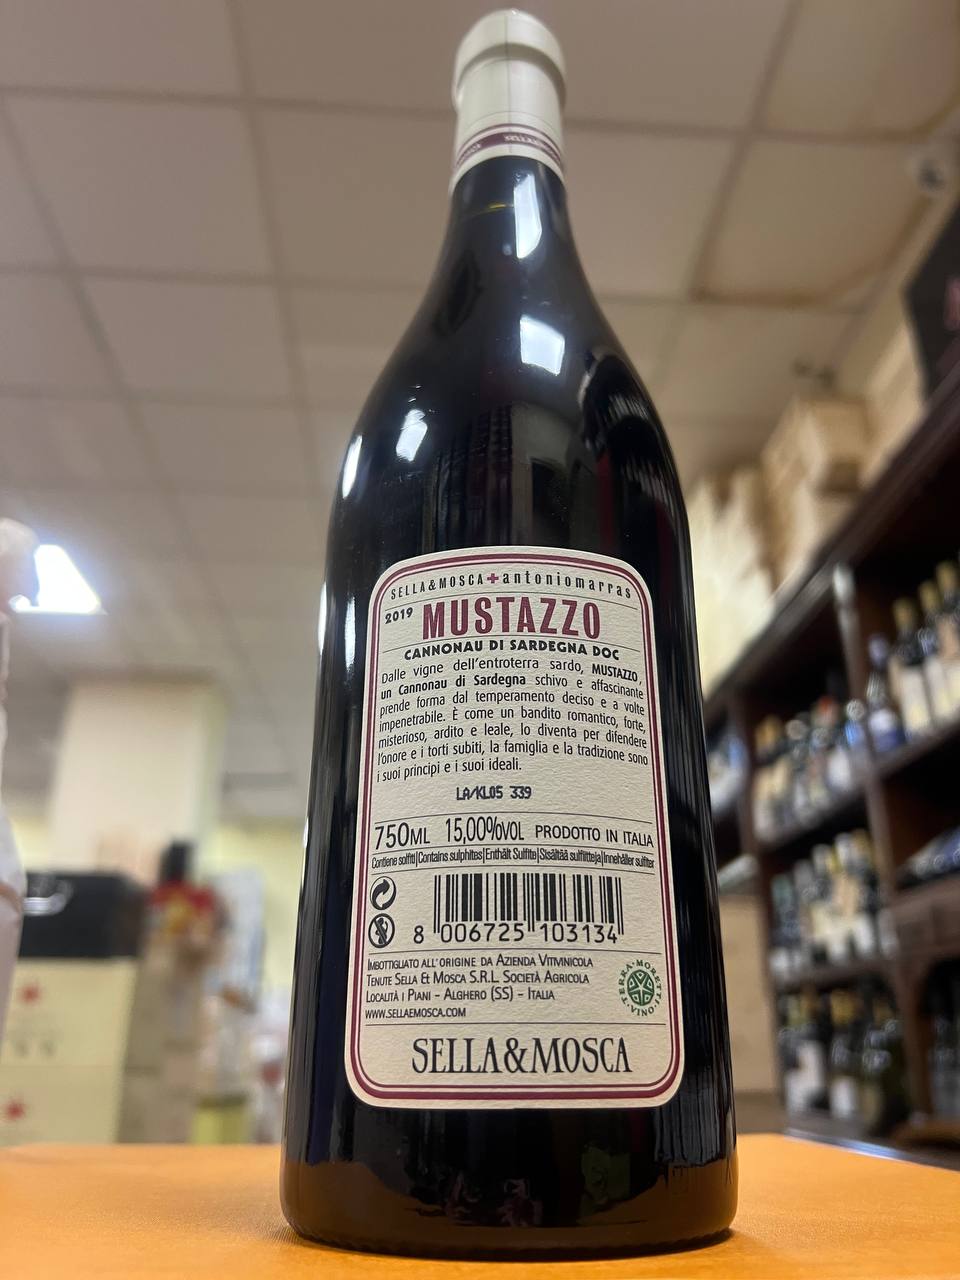 SELLA&MOSCA+antoniomarras
2019 MUSTAZZO
CANNONAU DI SARDEGNA DOC
Dalle vigne dell'entroterra sardo, MUSTAZZO,
un Cannonau di Sardegna schivo e affascinante
prende forma dal temperamento deciso e a volte
impenetrabile. È come un bandito romantico, forte,
misterioso, ardito e leale, lo diventa per difendere
l'onore e i torti subiti, la famiglia e la tradizione sono
i suoi principi e i suoi ideali.
LA/KL05 339
750ML 15,00%VOL PRODOTTO IN ITALIA
Contiene solfiti|Contains sulphites|Enthält Sulfite|Sisältää sulfiitteja|Innehåller sulfiter
8 006725 103134
IMBOTTIGLIATO ALL'ORIGINE DA AZIENDA VITIVINICOLA
TENUTE SELLA & MOSCA S.R.L. SOCIETÀ AGRICOLA
LOCALITÀ I PIANI - ALGHERO (SS) - ITALIA
WWW.SELLAEMOSCA.COM
TERRA·MORETTI·VINO
SELLA&MOSCA